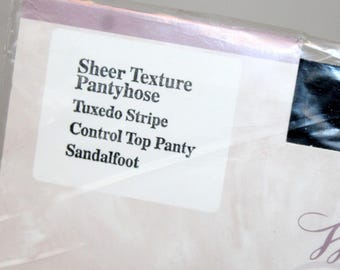 Sheer Texture
Pantyhose
Tuxedo Stripe
Control Top Panty
Sandalfoot